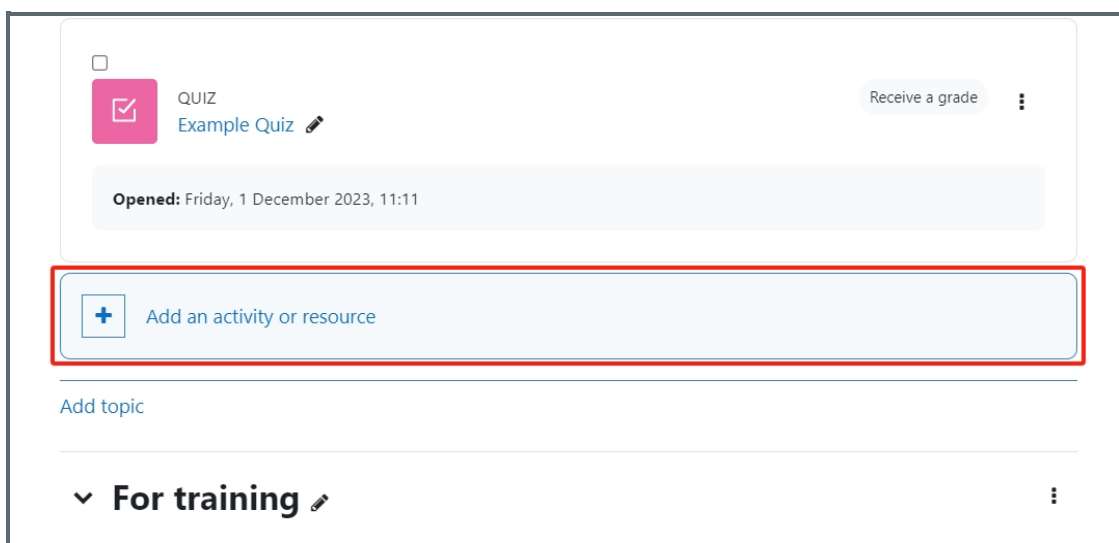 QUIZ
Receive a grade
Example Quiz
Opened: Friday, 1 December 2023, 11:11
Add an activity or resource
Add topic
For training